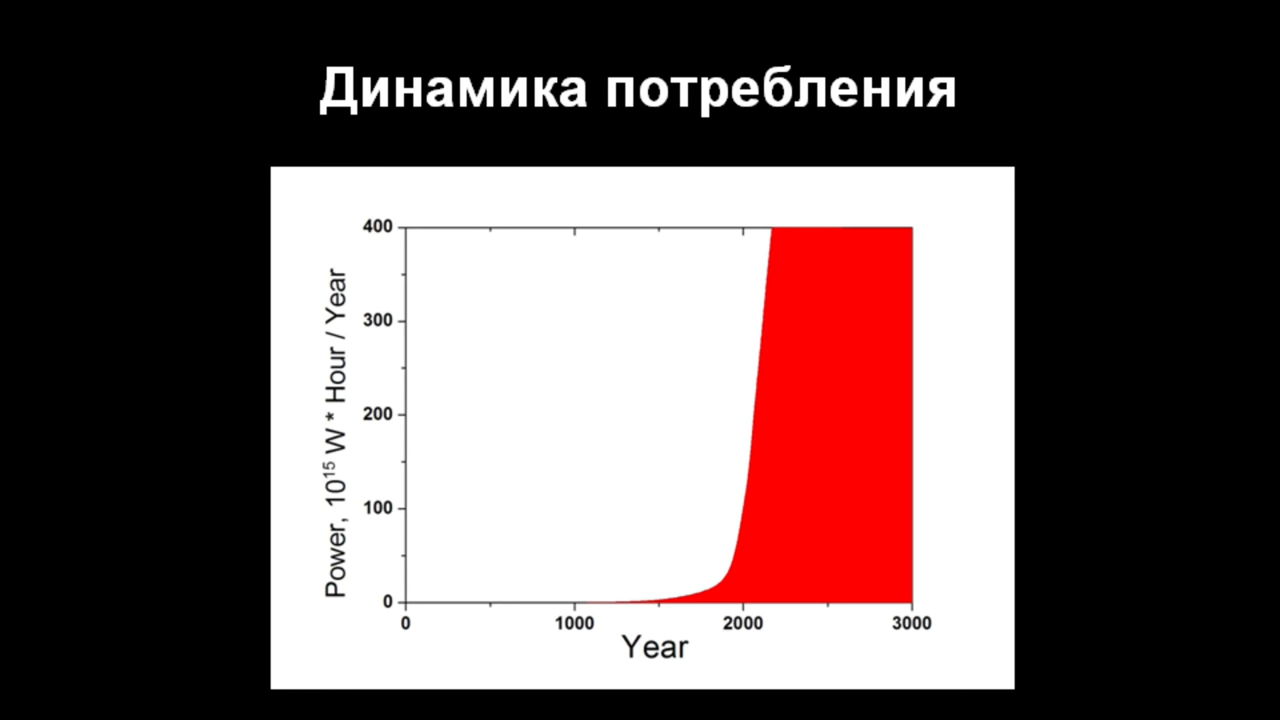 Динамика потребления
400
300
200
100
0
Power, 10¹⁵ W * Hour / Year
0 1000 2000 3000
Year